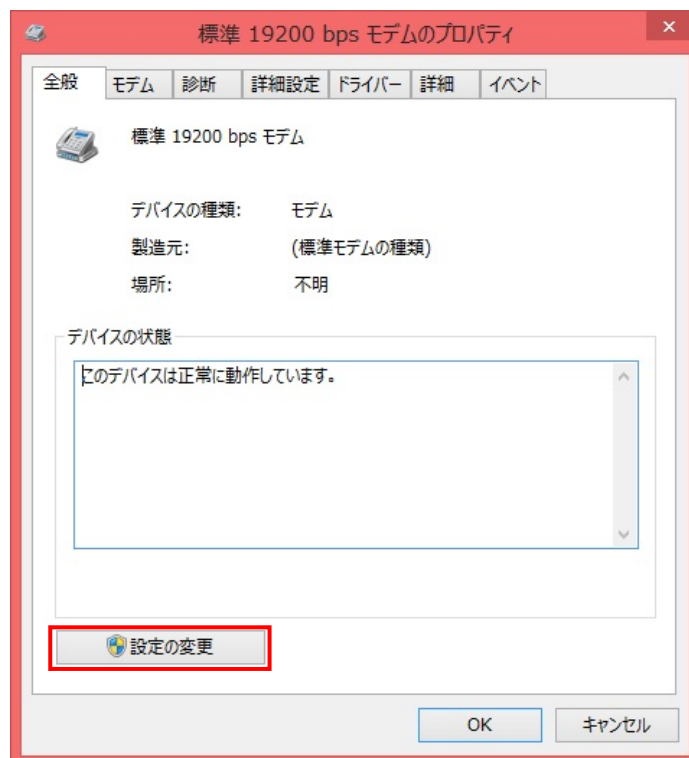 標準 19200 bps モデムのプロパティ
全般 モデム 診断 詳細設定 ドライバー 詳細 イベント
標準 19200 bps モデム
デバイスの種類: モデム
製造元: (標準モデムの種類)
場所: 不明
デバイスの状態
このデバイスは正常に動作しています。
設定の変更
OK キャンセル